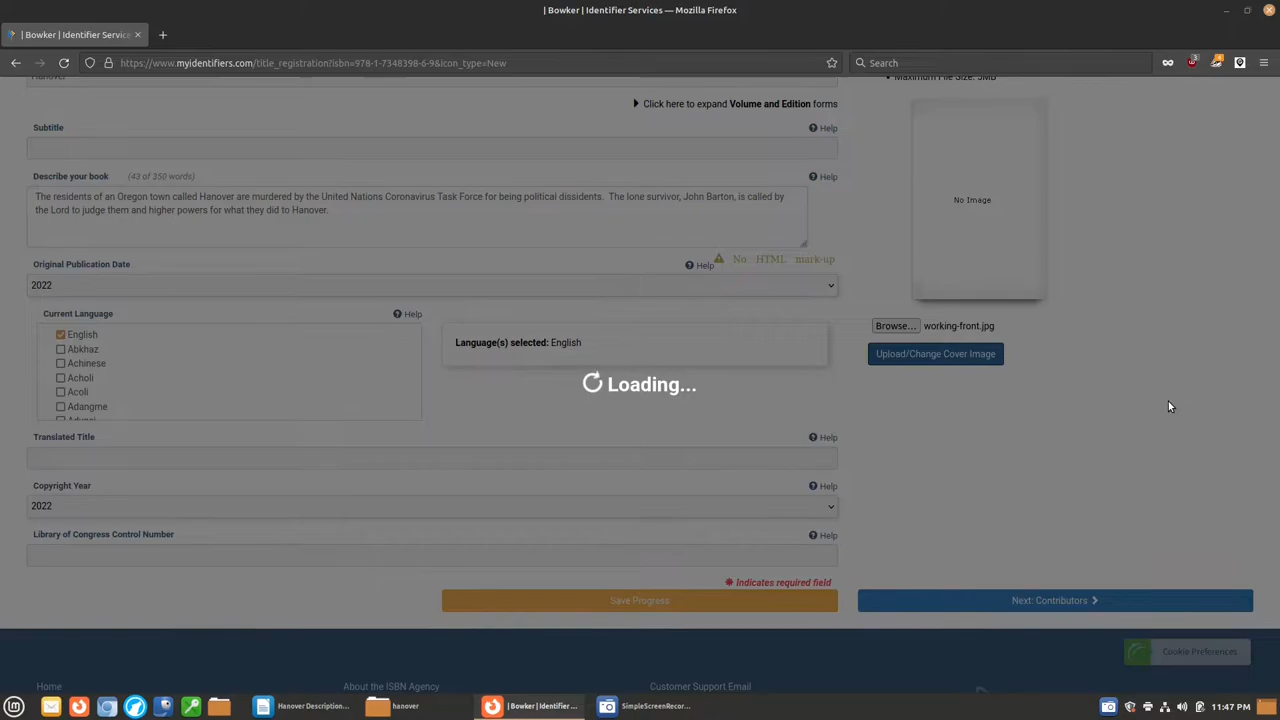 | Bowker | Identifier Services — Mozilla Firefox
| Bowker | Identifier Service
https://www.myidentifiers.com/title_registration?isbn=978-1-7348398-6-9&icon_type=New
Search
Hanover
Maximum File Size: 5MB
Click here to expand Volume and Edition forms
Subtitle
Help
No Image
Describe your book (43 of 350 words)
Help
The residents of an Oregon town called Hanover are murdered by the United Nations Coronavirus Task Force for being political dissidents. The lone survivor, John Barton, is called by
the Lord to judge them and higher powers for what they did to Hanover.
Original Publication Date
Help
No HTML mark-up
2022
Current Language
Help
English
Abkhaz
Achinese
Acholi
Acoli
Adangme
Language(s) selected: English
Browse... working-front.jpg
Upload/Change Cover Image
Loading...
Translated Title
Help
Copyright Year
Help
2022
Library of Congress Control Number
Help
Indicates required field
Save Progress
Next: Contributors
Cookie Preferences
Home
About the ISBN Agency
Customer Support Email
Hanover Description...
hanover
| Bowker | Identifier ...
SimpleScreenRecor...
11:47 PM